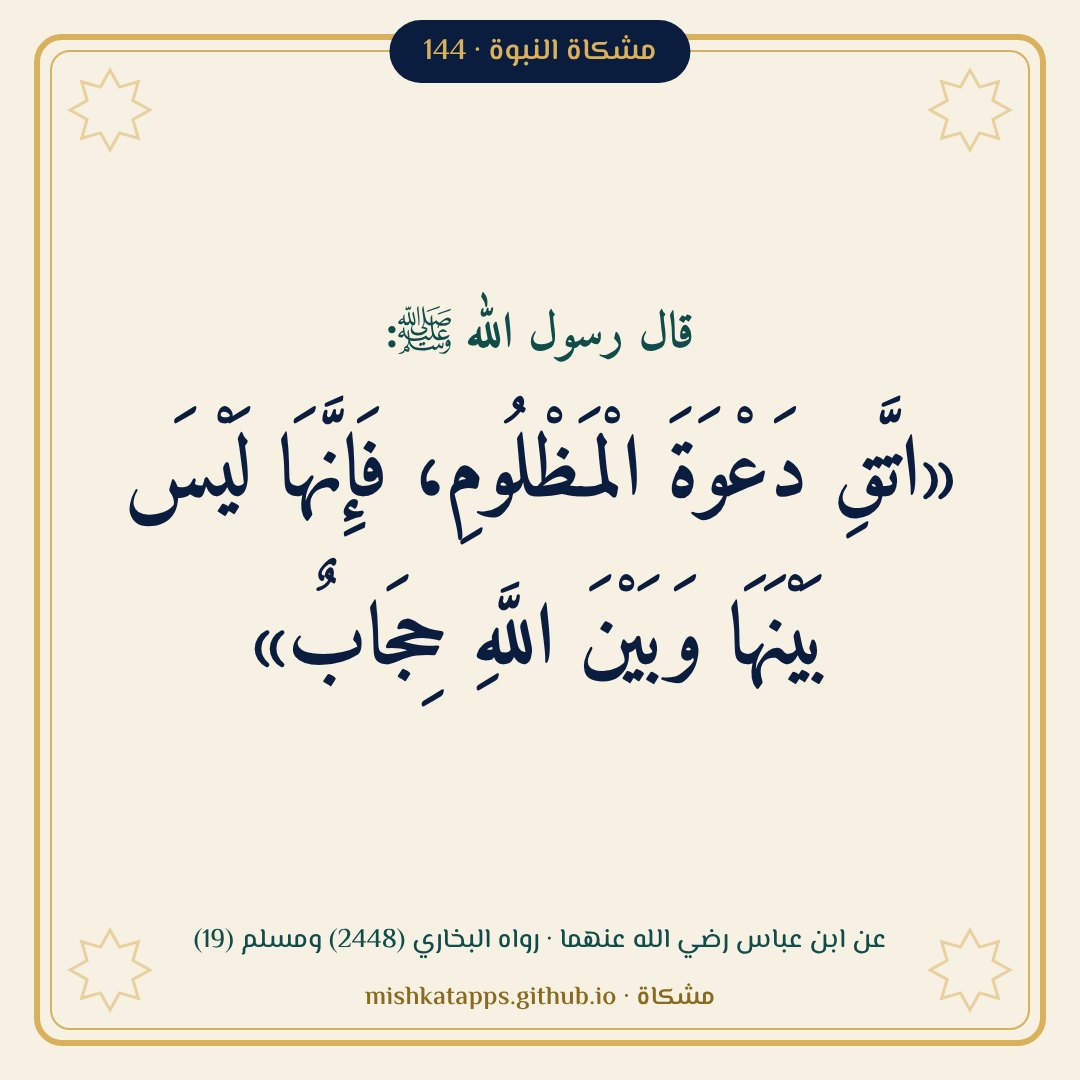 مشكاة النبوة · 144
قال رسول الله ﷺ:
«اتَّقِ دَعْوَةَ الْمَظْلُومِ، فَإِنَّهَا لَيْسَ
بَيْنَهَا وَبَيْنَ اللَّهِ حِجَابٌ»
عن ابن عباس رضي الله عنهما · رواه البخاري (2448) ومسلم (19)
مشكاة · mishkatapps.github.io